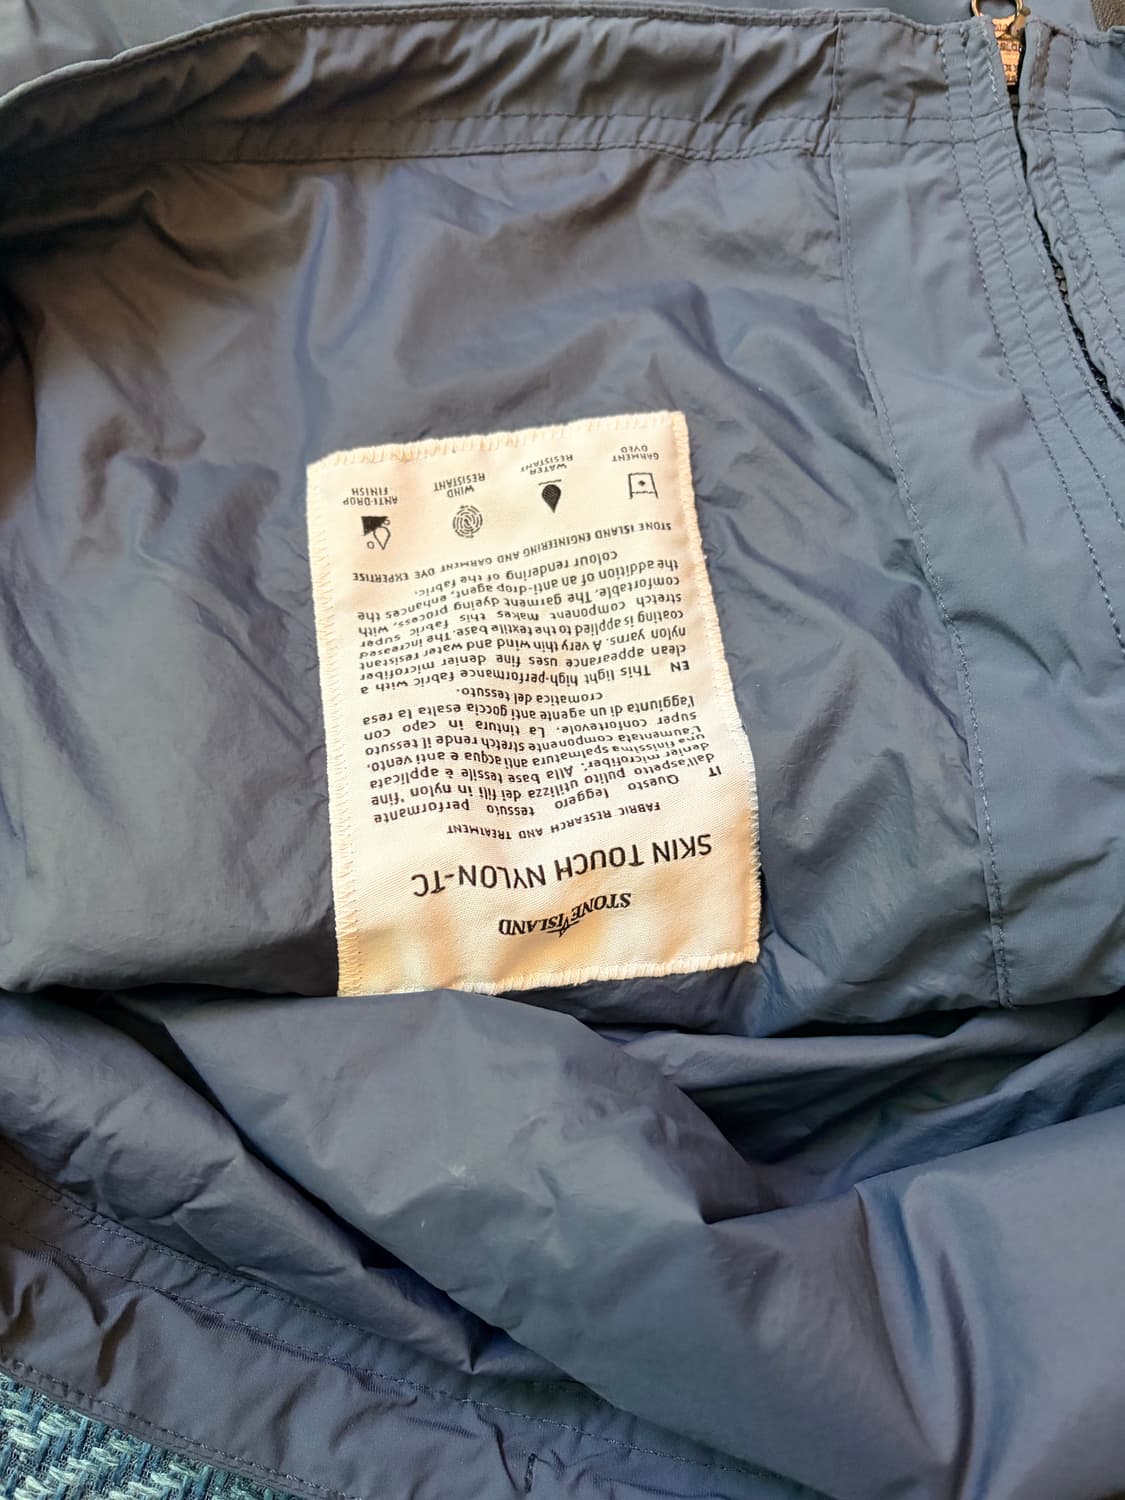 STONE ISLAND
SKIN TOUCH NYLON-TC
FABRIC RESEARCH AND TREATMENT
IT
Questo leggero tessuto performante
dall'aspetto pulito utilizza dei fili in nylon 'fine
denier microfiber'. Alla base tessile è applicata
una finissima spalmatura anti acqua e anti vento.
L'aumentata componente stretch rende il tessuto
super confortevole. La tintura in capo con
l'aggiunta di un agente anti goccia esalta la resa
cromatica del tessuto.
EN This light high-performance fabric with a
clean appearance uses fine denier microfiber
nylon yarns. A very thin wind and water resistant
coating is applied to the textile base. The increased
stretch component makes this fabric super
comfortable. The garment dyeing process, with
the addition of an anti-drop agent, enhances the
colour rendering of the fabric.
STONE ISLAND ENGINEERING AND GARMENT DYE EXPERTISE
GARMENT
DYED
WATER
RESISTANT
WIND
RESISTANT
ANTI-DROP
FINISH